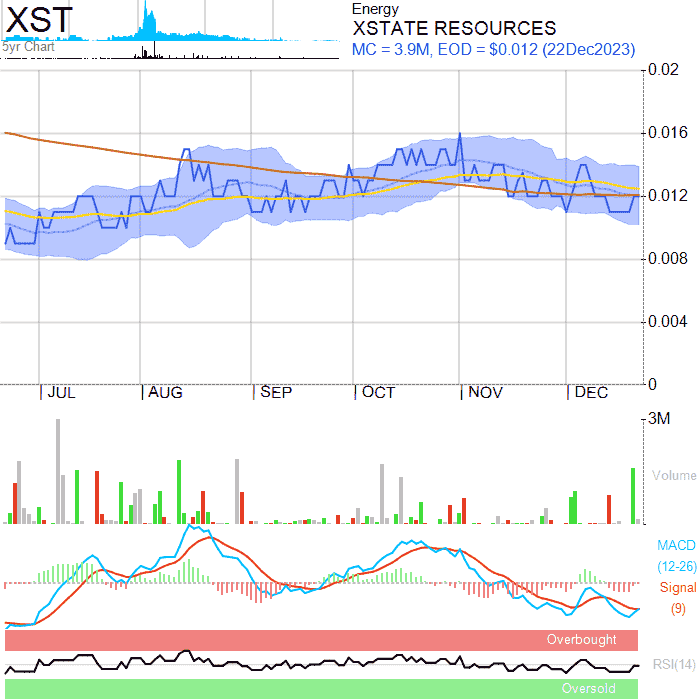 XST
5yr Chart
Energy
XSTATE RESOURCES
MC = 3.9M, EOD = $0.012 (22Dec2023)
0.02
0.016
0.012
0.008
0.004
0
JUL AUG SEP OCT NOV DEC
3M
Volume
MACD
(12-26)
Signal
(9)
Overbought
RSI(14)
Oversold